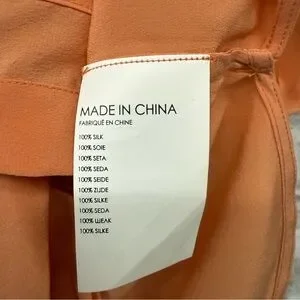 MADE IN CHINA
FABRIQUÉ EN CHINE
100% SILK
100% SOIE
100% SETA
100% SEDA
100% SEIDE
100% ZIJDE
100% SILKE
100% SEDA
100% UEAK
100% SILKE